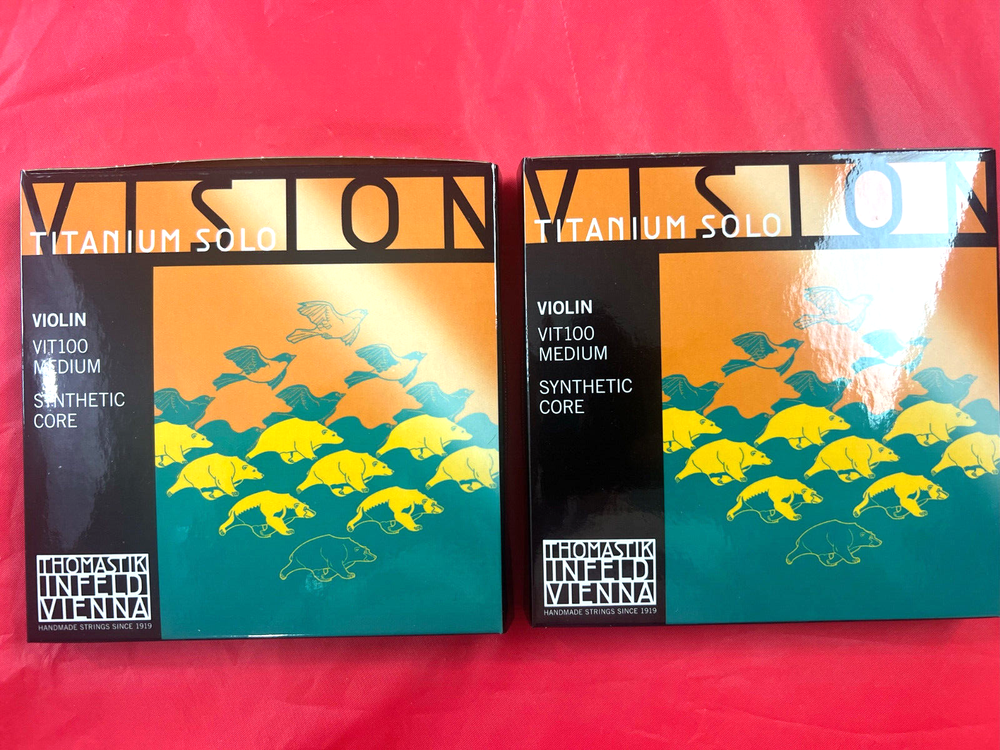 VISION
TITANIUM SOLO
VIOLIN
VIT100
MEDIUM
SYNTHETIC
CORE
THOMASTIK
INFELD
VIENNA
HANDMADE STRINGS SINCE 1919
VISION
TITANIUM SOLO
VIOLIN
VIT100
MEDIUM
SYNTHETIC
CORE
THOMASTIK
INFELD
VIENNA
HANDMADE STRINGS SINCE 1919